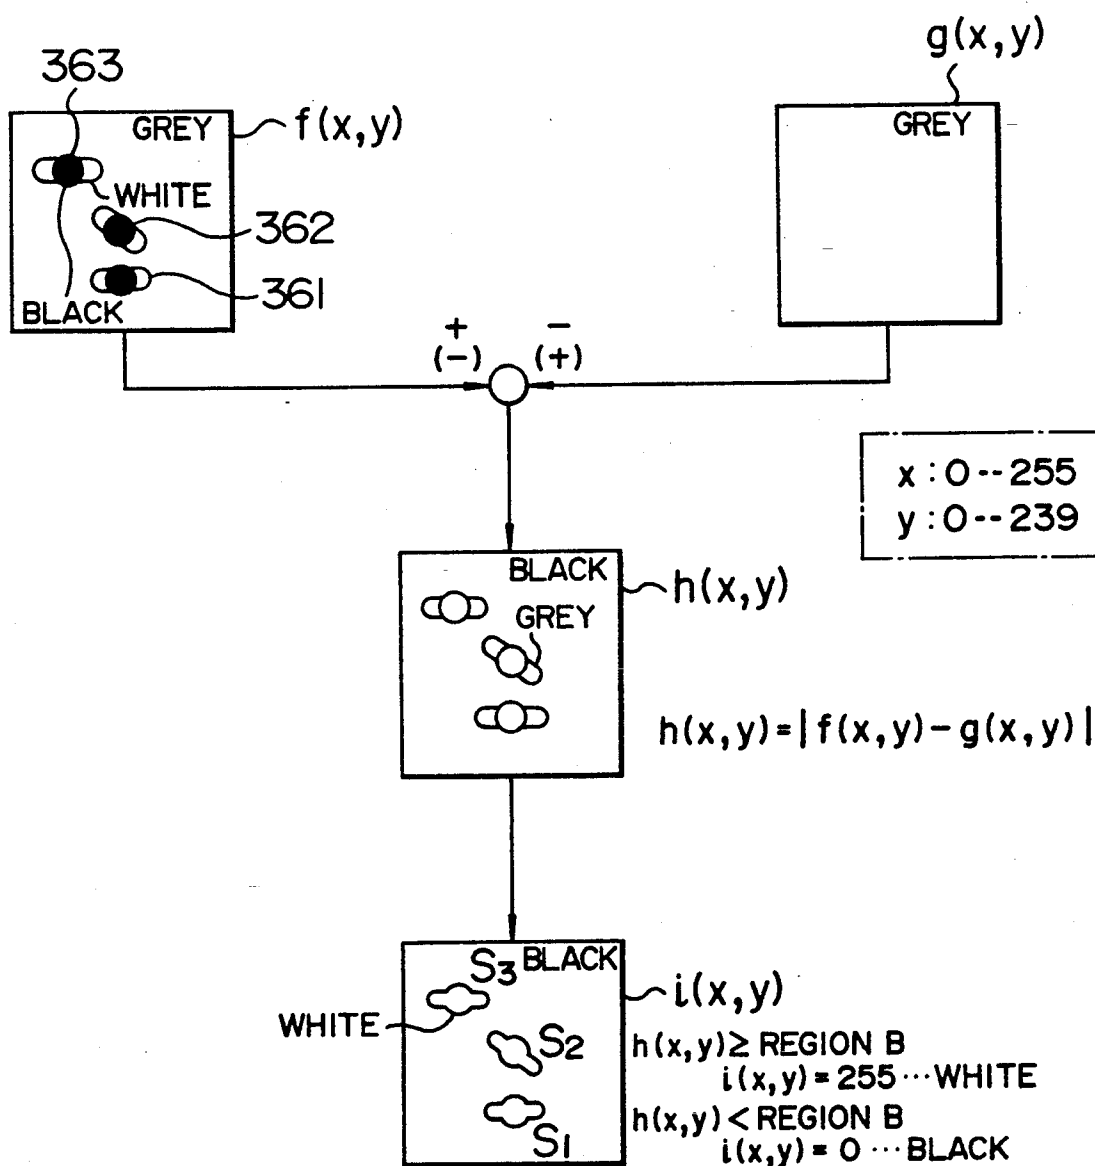 g(x,y)
363
GREY
f(x,y)
GREY
WHITE
362
361
BLACK
+
(−)
−
(+)
x : 0--255
y : 0--239
BLACK
h(x,y)
GREY
h(x,y)=|f(x,y)−g(x,y)|
S3 BLACK
i(x,y)
WHITE
S2
h(x,y)≥ REGION B
i(x,y)= 255 ···WHITE
h(x,y)< REGION B
S1
i(x,y)= 0 ···BLACK